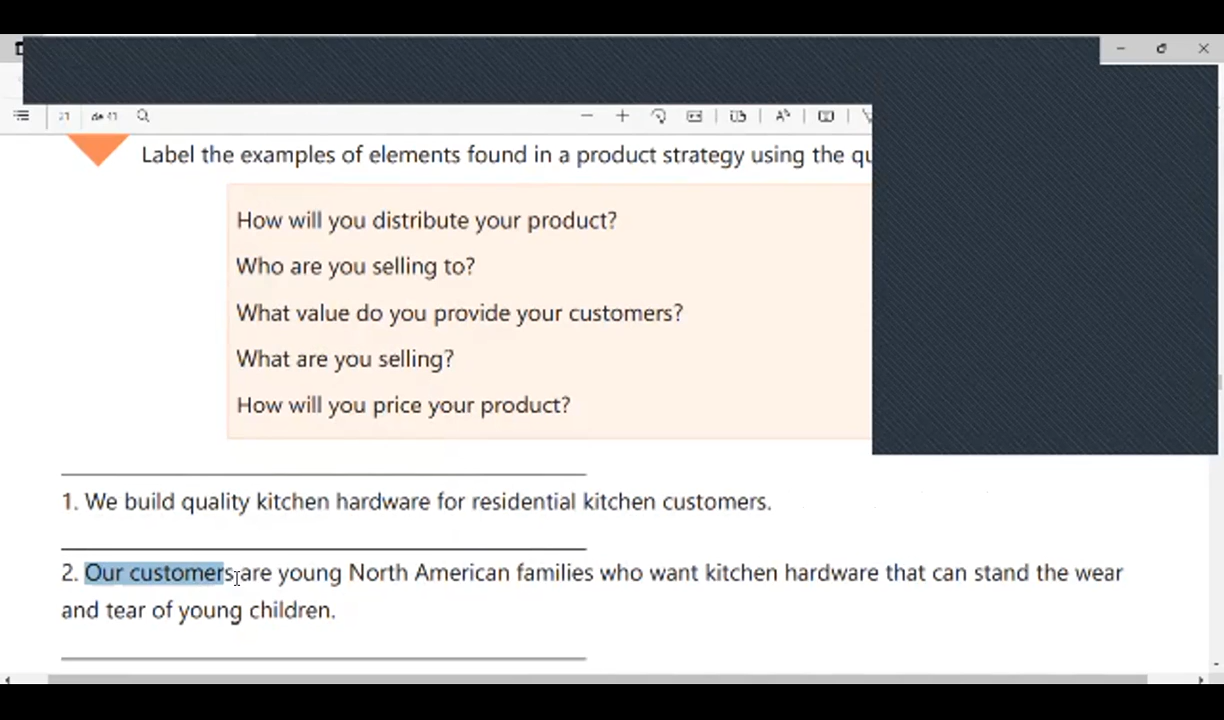 21 de 41
Label the examples of elements found in a product strategy using the
How will you distribute your product?
Who are you selling to?
What value do you provide your customers?
What are you selling?
How will you price your product?
1. We build quality kitchen hardware for residential kitchen customers.
2. Our customers are young North American families who want kitchen hardware that can stand the wear
and tear of young children.